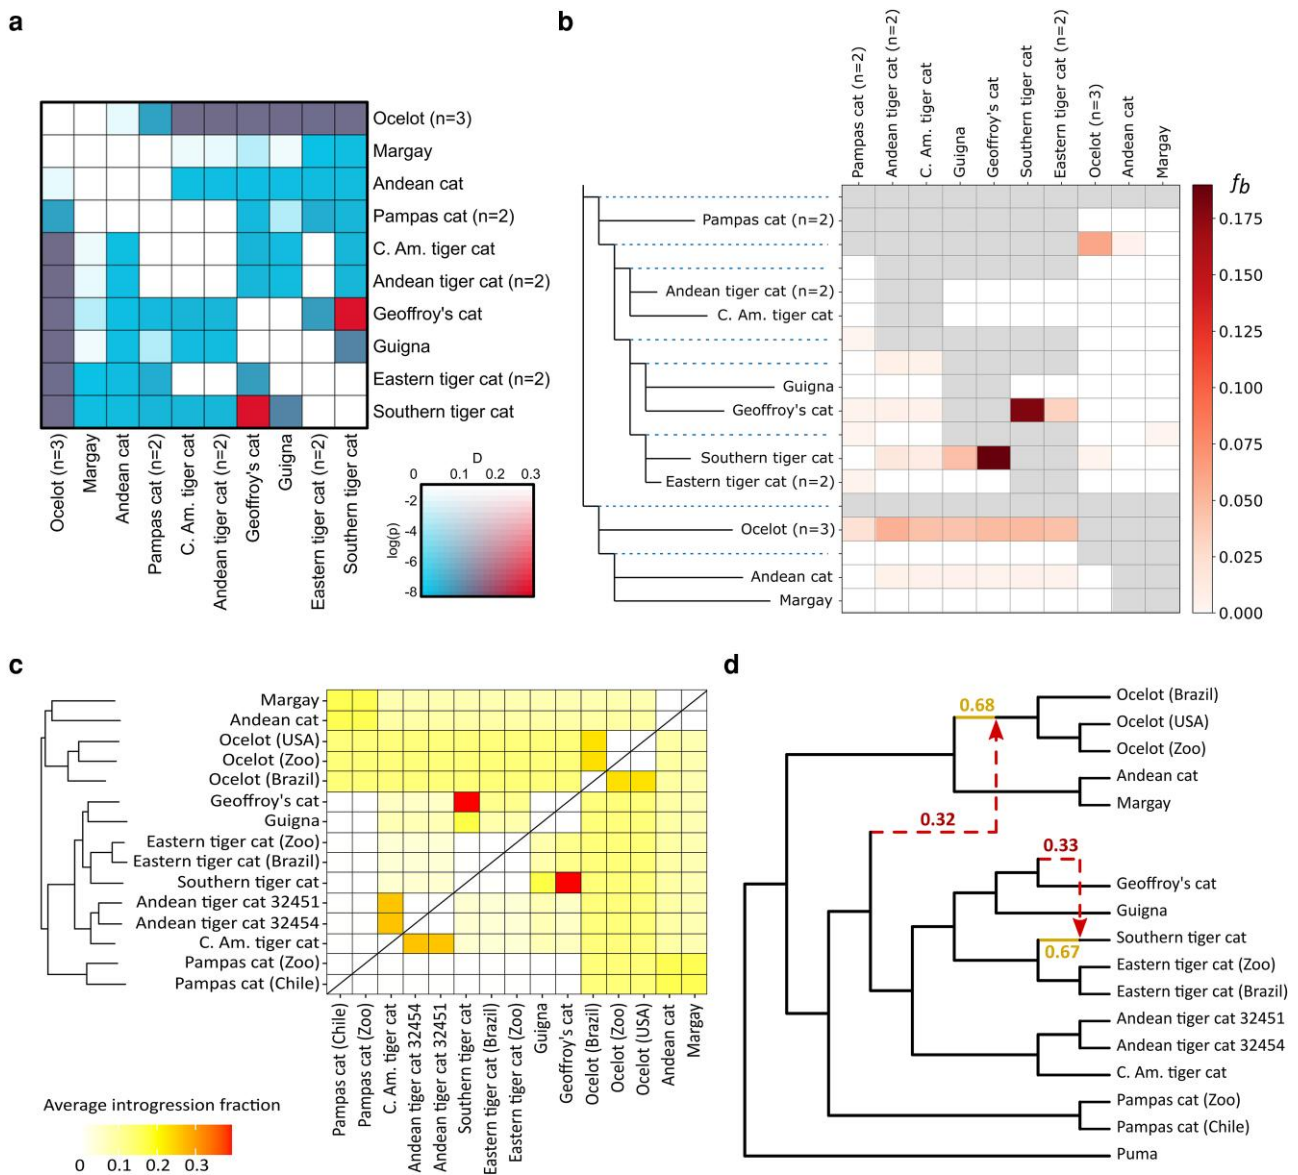 a
Ocelot (n=3)
Margay
Andean cat
Pampas cat (n=2)
C. Am. tiger cat
Andean tiger cat (n=2)
Geoffroy's cat
Guigna
Eastern tiger cat (n=2)
Southern tiger cat
Ocelot (n=3)
Margay
Andean cat
Pampas cat (n=2)
C. Am. tiger cat
Andean tiger cat (n=2)
Geoffroy's cat
Guigna
Eastern tiger cat (n=2)
Southern tiger cat
D
0 0.1 0.2 0.3
log(p)
-2
-4
-6
-8
b
Pampas cat (n=2)
Andean tiger cat (n=2)
C. Am. tiger cat
Guigna
Geoffroy's cat
Southern tiger cat
Eastern tiger cat (n=2)
Ocelot (n=3)
Andean cat
Margay
Pampas cat (n=2)
Andean tiger cat (n=2)
C. Am. tiger cat
Guigna
Geoffroy's cat
Southern tiger cat
Eastern tiger cat (n=2)
Ocelot (n=3)
Andean cat
Margay
fb
0.175
0.150
0.125
0.100
0.075
0.050
0.025
0.000
c
Margay
Andean cat
Ocelot (USA)
Ocelot (Zoo)
Ocelot (Brazil)
Geoffroy's cat
Guigna
Eastern tiger cat (Zoo)
Eastern tiger cat (Brazil)
Southern tiger cat
Andean tiger cat 32451
Andean tiger cat 32454
C. Am. tiger cat
Pampas cat (Zoo)
Pampas cat (Chile)
Pampas cat (Chile)
Pampas cat (Zoo)
C. Am. tiger cat
Andean tiger cat 32454
Andean tiger cat 32451
Southern tiger cat
Eastern tiger cat (Brazil)
Eastern tiger cat (Zoo)
Guigna
Geoffroy's cat
Ocelot (Brazil)
Ocelot (Zoo)
Ocelot (USA)
Andean cat
Margay
Average introgression fraction
0 0.1 0.2 0.3
d
0.68
0.32
0.33
0.67
Ocelot (Brazil)
Ocelot (USA)
Ocelot (Zoo)
Andean cat
Margay
Geoffroy's cat
Guigna
Southern tiger cat
Eastern tiger cat (Zoo)
Eastern tiger cat (Brazil)
Andean tiger cat 32451
Andean tiger cat 32454
C. Am. tiger cat
Pampas cat (Zoo)
Pampas cat (Chile)
Puma